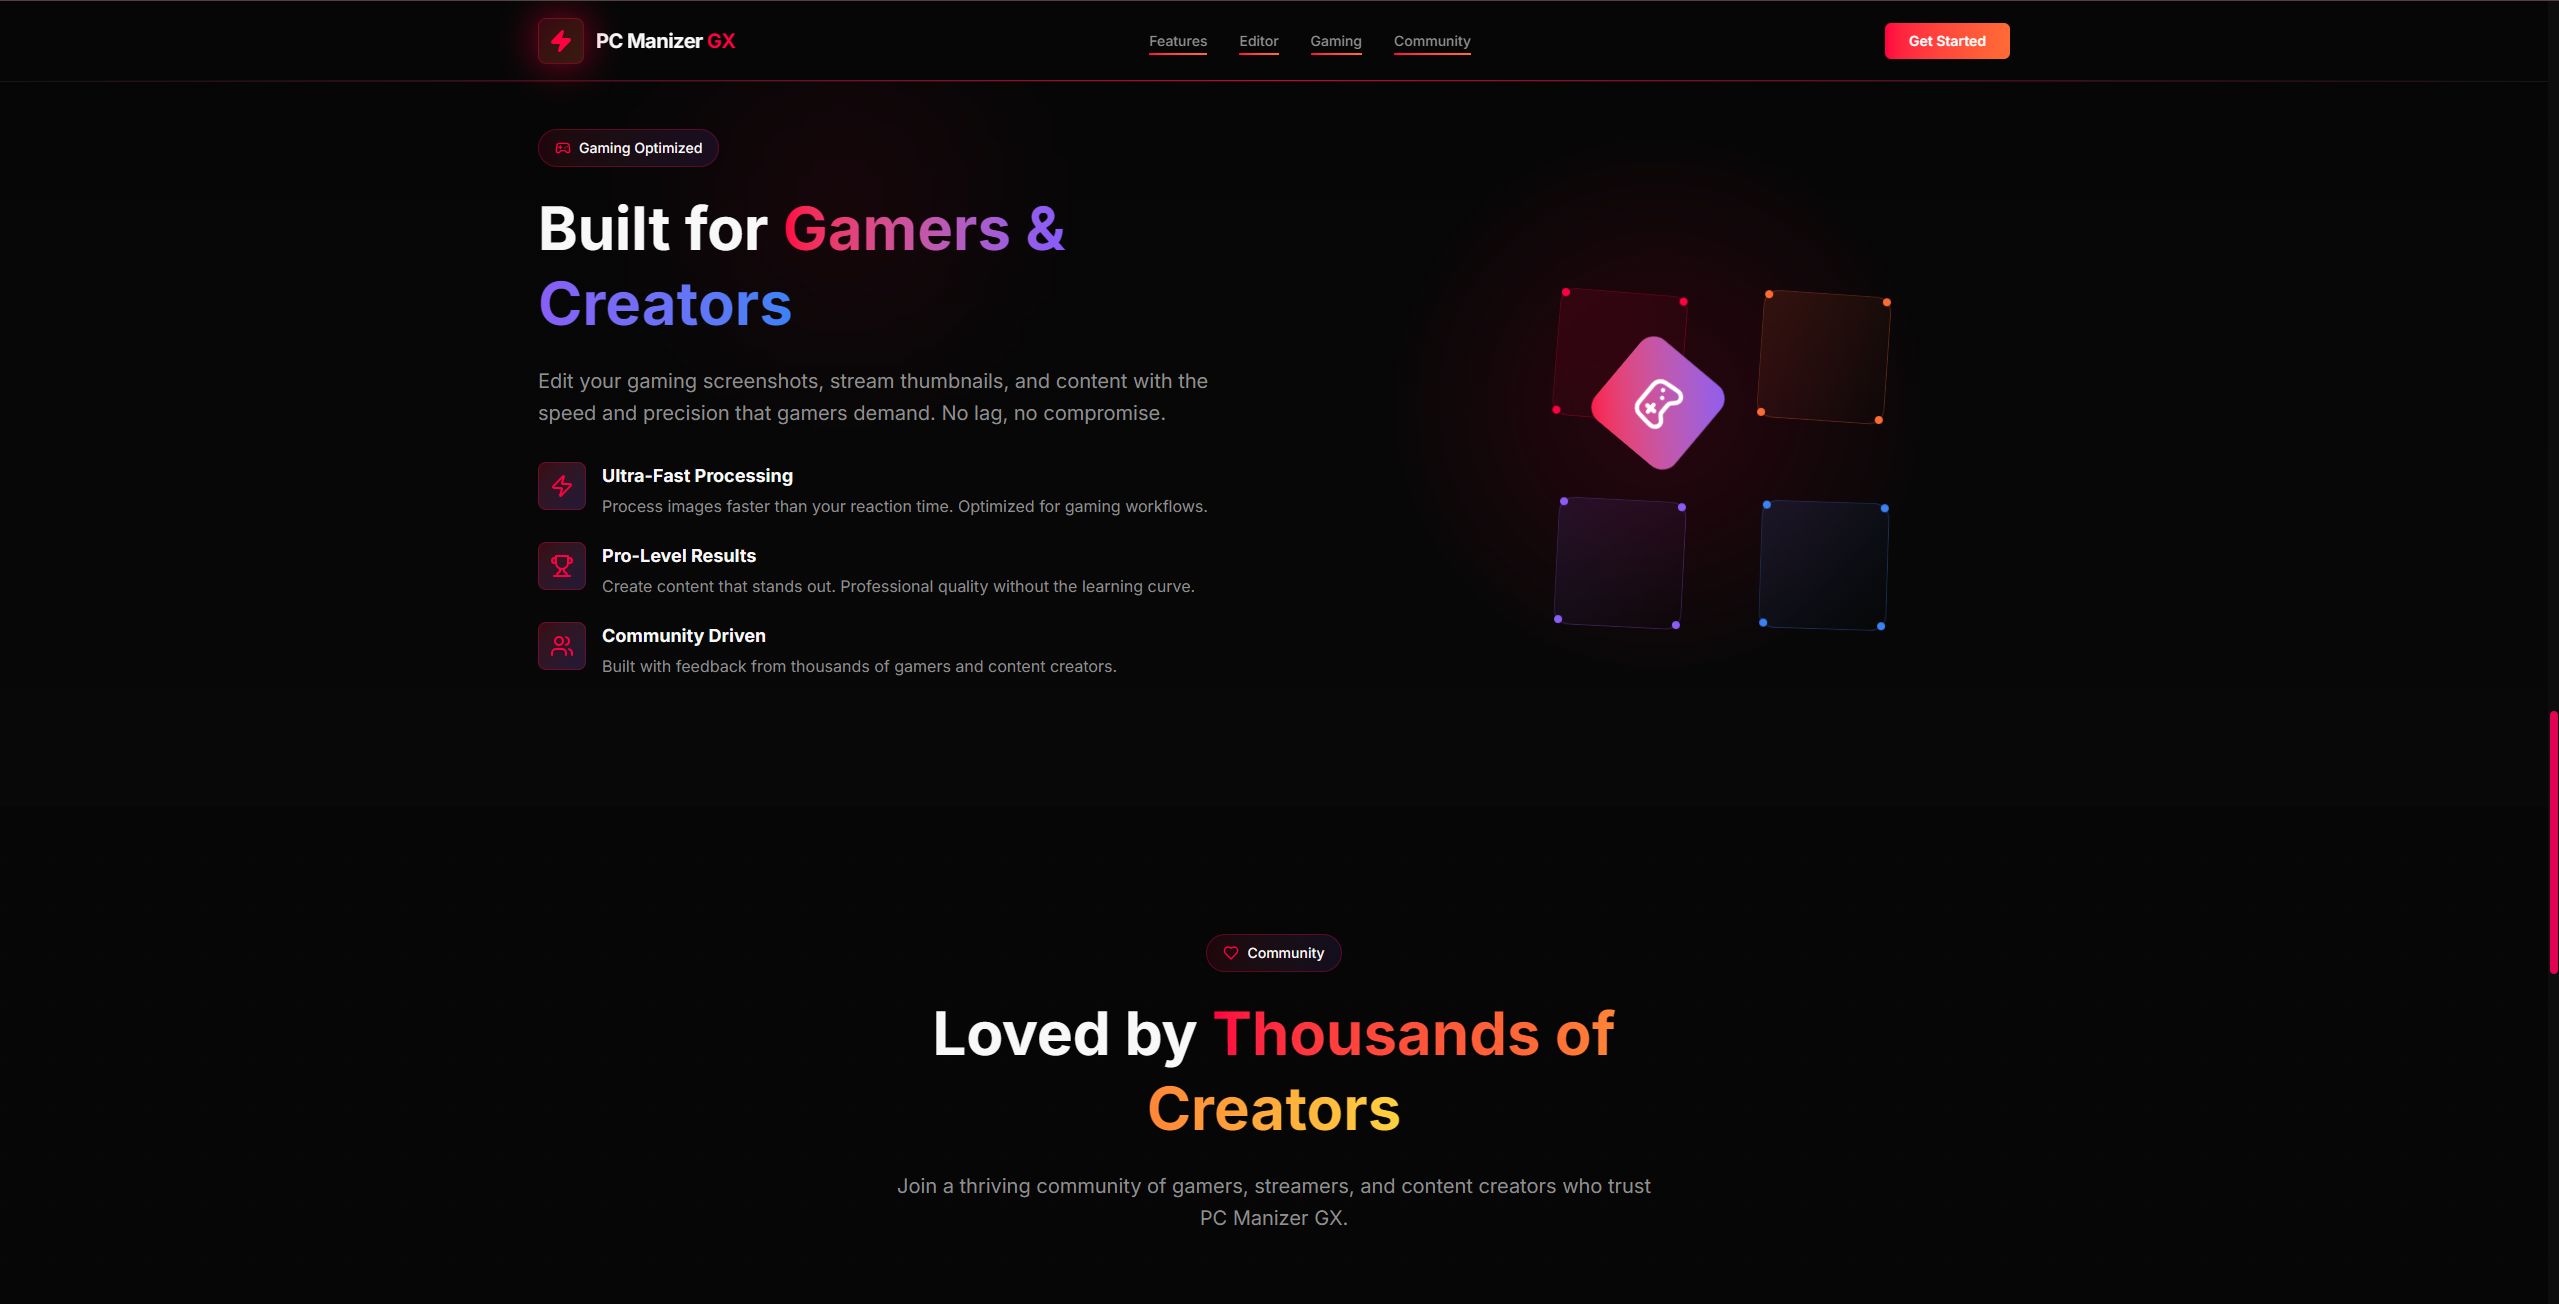 PC Manizer GX
Features
Editor
Gaming
Community
Get Started
Gaming Optimized
Built for Gamers &
Creators
Edit your gaming screenshots, stream thumbnails, and content with the
speed and precision that gamers demand. No lag, no compromise.
Ultra-Fast Processing
Process images faster than your reaction time. Optimized for gaming workflows.
Pro-Level Results
Create content that stands out. Professional quality without the learning curve.
Community Driven
Built with feedback from thousands of gamers and content creators.
Community
Loved by Thousands of
Creators
Join a thriving community of gamers, streamers, and content creators who trust
PC Manizer GX.